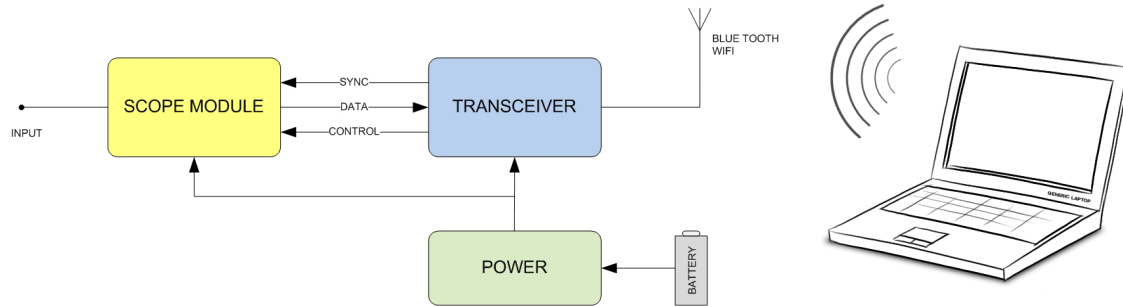 BLUE TOOTH
WIFI
SYNC
SCOPE MODULE
DATA
TRANSCEIVER
INPUT
CONTROL
GENERIC LAPTOP
POWER
BATTERY